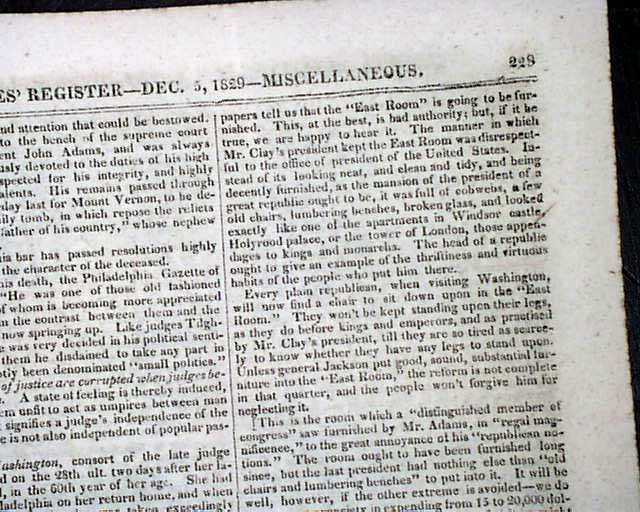 ES' REGISTER—DEC. 5, 1829—MISCELLANEOUS. 229
and attention that could be bestowed.
to the bench of the supreme court
ent John Adams, and was always
usly devoted to the duties of his high
spected for his integrity, and highly
alents. His remains passed through
day last for Mount Vernon, to be de-
ily tomb, in which repose the relicts
father of his country," whose nephew
ia bar has passed resolutions highly
the character of the deceased.
his death, the Philadelphia Gazette of
"He was one of those old fashioned
of whom is becoming more appreciated
n the contrast between them and the
now springing up. Like judges Tilgh-
e was very decided in his political senti-
them he disdained to take any part in
tly been denominated "small politics."
of justice are corrupted when judges be-
. A state of feeling is thereby induced,
em unfit to act as umpires between man
t signifies a judge's independence of the
e is not also independent of popular pas-
ashington, consort of the late judge
d on the 28th ult. two days after her la-
d, in the 60th year of her age. She had
adelphia on her return home, and when
taken exceedingly
papers tell us that the "East Room" is going to be fur-
nished. This, at the best, is bad authority; but, if it be
true, we are happy to hear it. The manner in which
Mr. Clay's president kept the East Room was disrespect-
ful to the office of president of the United States. In-
stead of its looking neat, and clean and tidy, and being
decently furnished, as the mansion of the president of a
great republic ought to be, it was full of cobwebs, a few
old chairs, lumbering benches, broken glass, and looked
exactly like one of the apartments in Windsor castle,
Holyrood palace, or the tower of London, those appen-
dages to kings and monarchs. The head of a republic
ought to give an example of the thriftiness and virtuous
habits of the people who put him there.
Every plain republican, when visiting Washington,
will now find a chair to sit down upon in the "East
Room." They won't be kept standing upon their legs,
as they do before kings and emperors, and as practised
by Mr. Clay's president, till they are so tired as scarce-
ly to know whether they have any legs to stand upon.
Unless general Jackson put good, sound, substantial fur-
niture into the "East Room," the reform is not complete
in that quarter, and the people won't forgive him for
neglecting it.
[This is the room which a "distinguished member of
congress" saw furnished by Mr. Adams, in "regal mag-
nificence," to the great annoyance of his "republican no-
tions." The room ought to have been furnished long
since, but the last president had nothing else than "old
chairs and lumbering benches" to put into it. It will be
well, however, if the other extreme is avoided—we do
in expending from 15 to 20,000 dol-